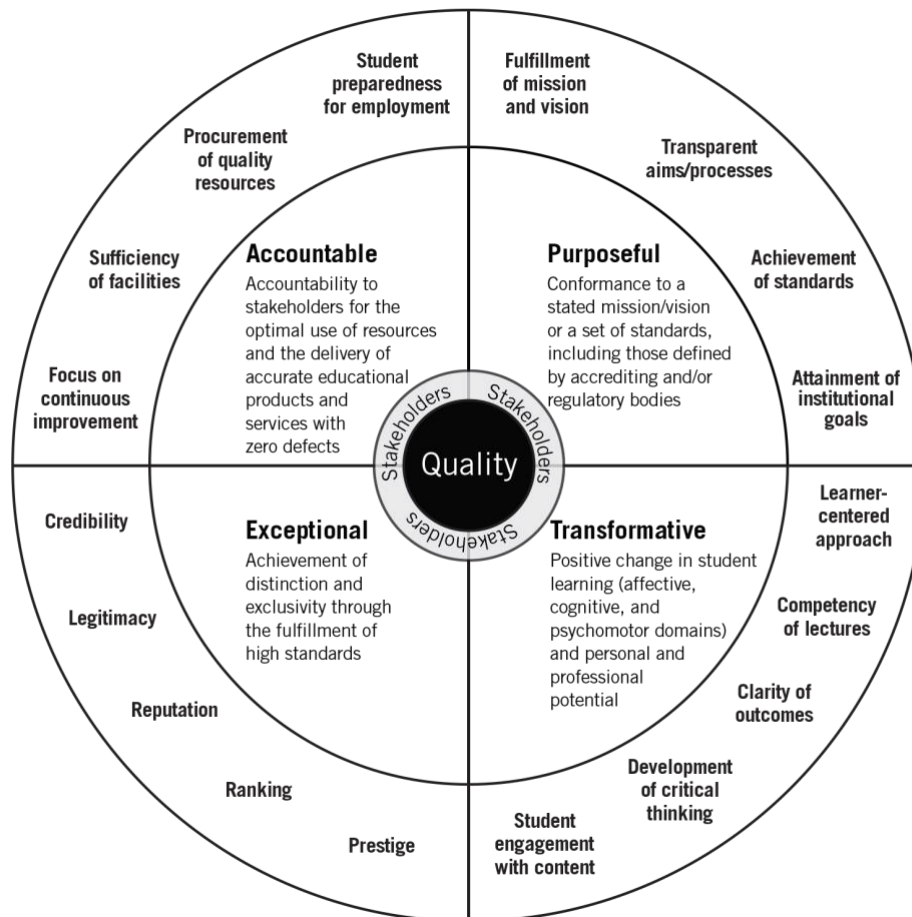 Student
preparedness
for employment
Procurement
of quality
resources
Sufficiency
of facilities
Focus on
continuous
improvement
Fulfillment
of mission
and vision
Transparent
aims/processes
Achievement
of standards
Attainment of
institutional
goals
Accountable
Accountability to
stakeholders for the
optimal use of resources
and the delivery of
accurate educational
products and
services with
zero defects
Purposeful
Conformance to a
stated mission/vision
or a set of standards,
including those defined
by accrediting and/or
regulatory bodies
Stakeholders
Stakeholders
Stakeholders
Quality
Exceptional
Achievement of
distinction and
exclusivity through
the fulfillment of
high standards
Transformative
Positive change in student
learning (affective,
cognitive, and
psychomotor domains)
and personal and
professional
potential
Credibility
Legitimacy
Reputation
Ranking
Prestige
Learner-
centered
approach
Competency
of lectures
Clarity of
outcomes
Development
of critical
thinking
Student
engagement
with content